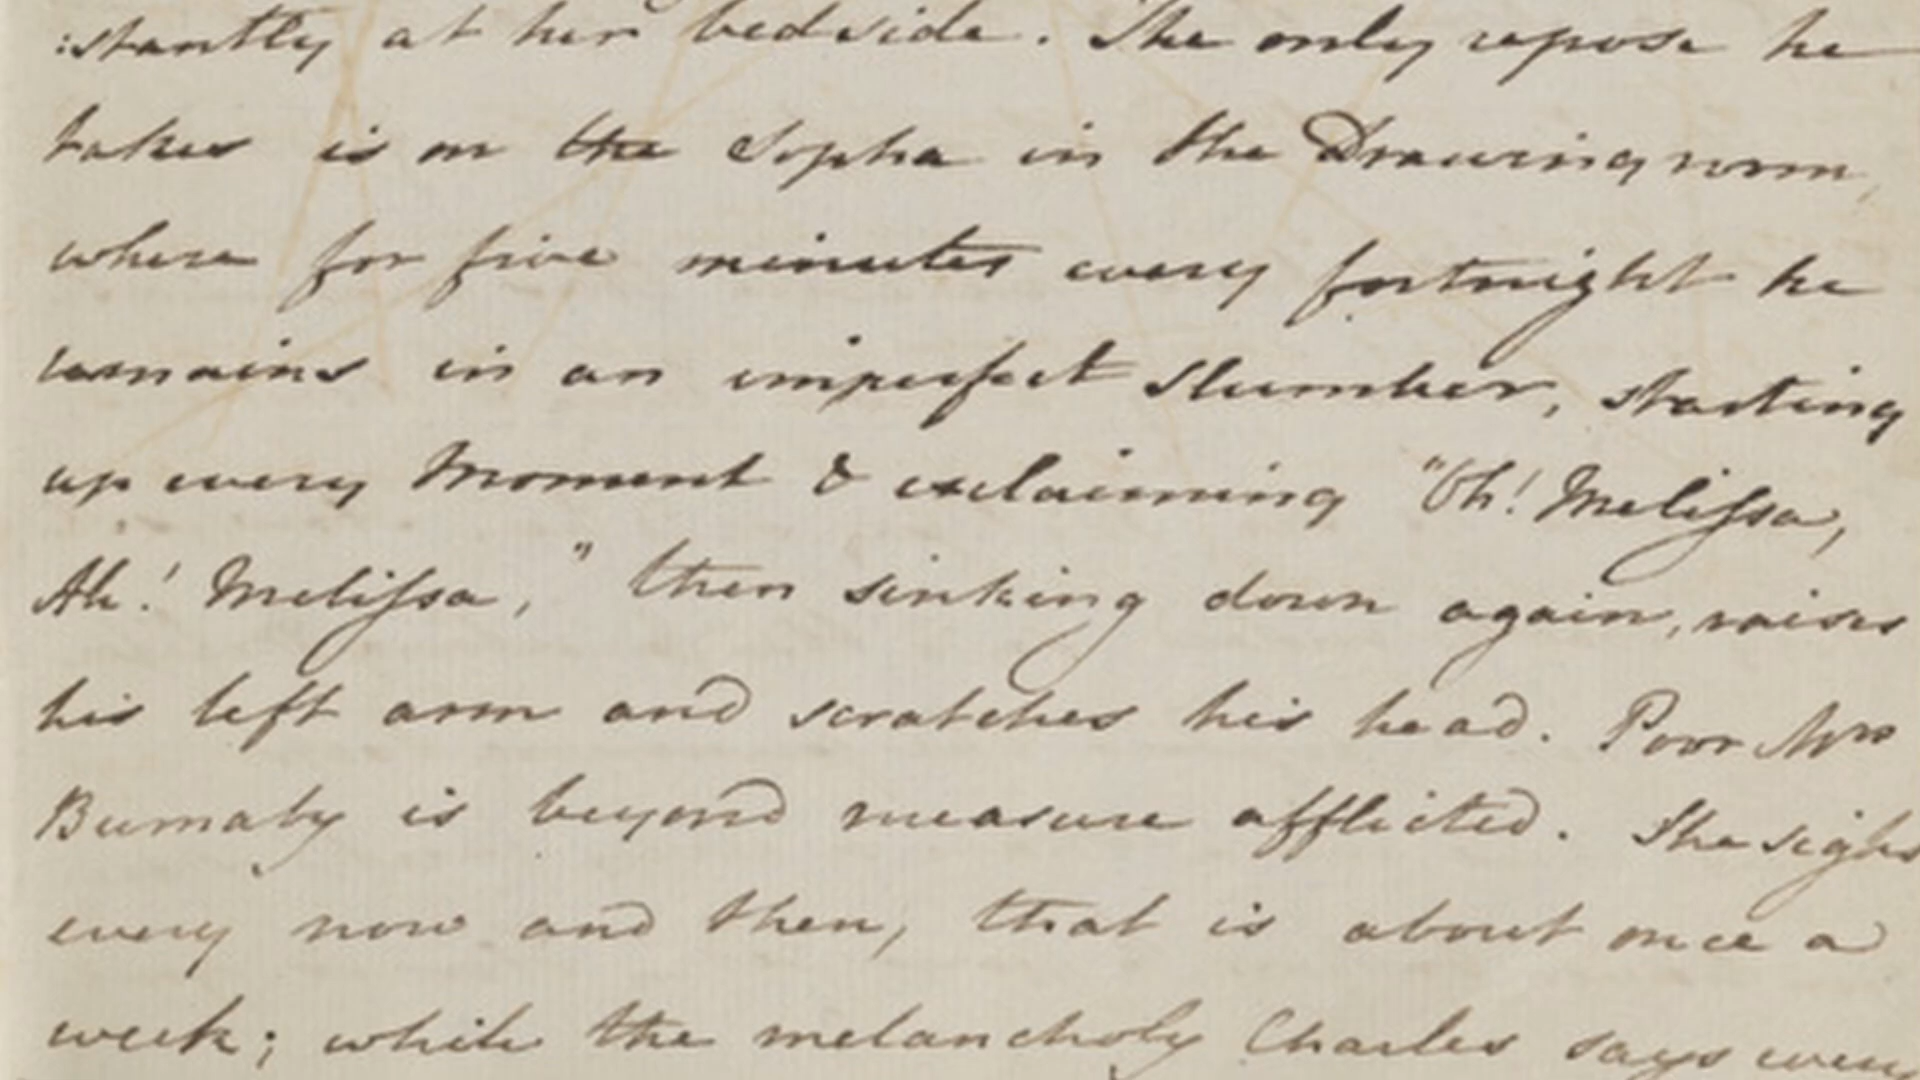 :stantly at her bedside. The only repose he
takes is on the Sopha in the Drawing room,
where for five minutes every fortnight he
remains in an imperfect Slumber, starting
up every Moment & exclaiming "Oh! Melissa,
Ah! Melissa," then sinking down again, raises
his left arm and scratches his head. Poor Mrs
Burnaby is beyond measure afflicted. She sighs
every now and then, that is about once a
week; while the melancholy Charles says every